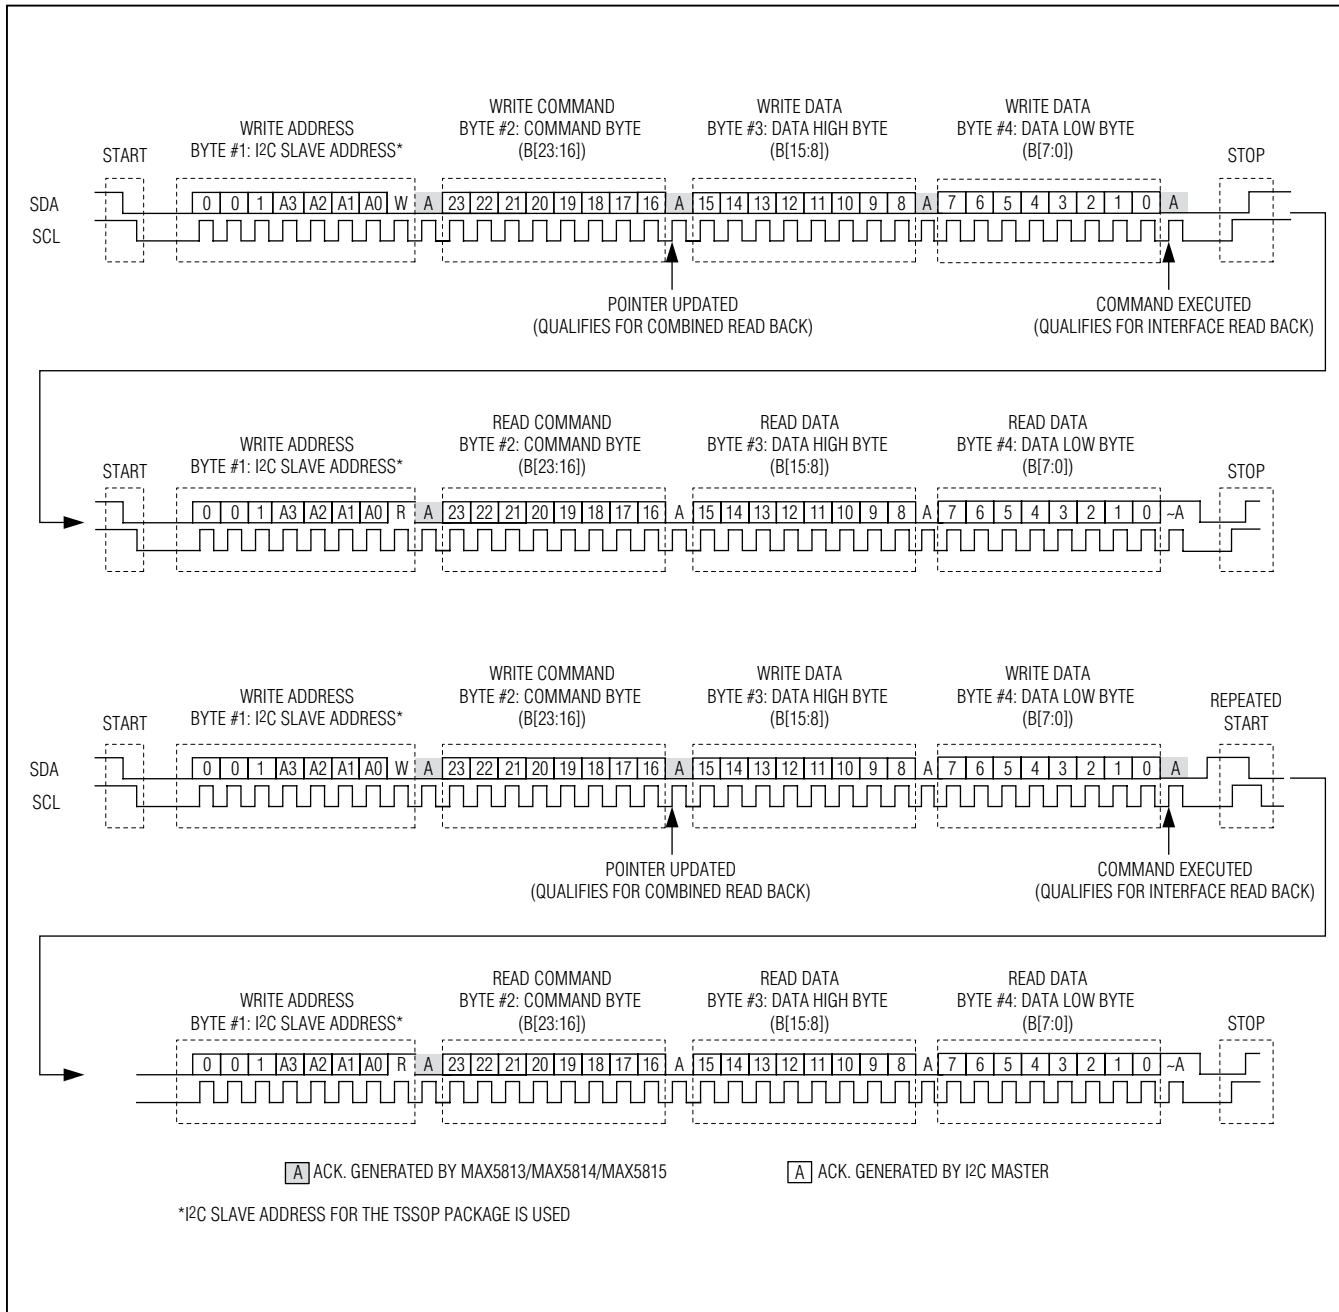 WRITE ADDRESS
BYTE #1: I2C SLAVE ADDRESS*
WRITE COMMAND
BYTE #2: COMMAND BYTE
(B[23:16])
WRITE DATA
BYTE #3: DATA HIGH BYTE
(B[15:8])
WRITE DATA
BYTE #4: DATA LOW BYTE
(B[7:0])
START
STOP
SDA
0 0 1 A3 A2 A1 A0 W A 23 22 21 20 19 18 17 16 A 15 14 13 12 11 10 9 8 A 7 6 5 4 3 2 1 0 A
SCL
POINTER UPDATED
(QUALIFIES FOR COMBINED READ BACK)
COMMAND EXECUTED
(QUALIFIES FOR INTERFACE READ BACK)
WRITE ADDRESS
BYTE #1: I2C SLAVE ADDRESS*
READ COMMAND
BYTE #2: COMMAND BYTE
(B[23:16])
READ DATA
BYTE #3: DATA HIGH BYTE
(B[15:8])
READ DATA
BYTE #4: DATA LOW BYTE
(B[7:0])
START
STOP
0 0 1 A3 A2 A1 A0 R A 23 22 21 20 19 18 17 16 A 15 14 13 12 11 10 9 8 A 7 6 5 4 3 2 1 0 ~A
WRITE ADDRESS
BYTE #1: I2C SLAVE ADDRESS*
WRITE COMMAND
BYTE #2: COMMAND BYTE
(B[23:16])
WRITE DATA
BYTE #3: DATA HIGH BYTE
(B[15:8])
WRITE DATA
BYTE #4: DATA LOW BYTE
(B[7:0])
START
REPEATED
START
SDA
0 0 1 A3 A2 A1 A0 W A 23 22 21 20 19 18 17 16 A 15 14 13 12 11 10 9 8 A 7 6 5 4 3 2 1 0 A
SCL
POINTER UPDATED
(QUALIFIES FOR COMBINED READ BACK)
COMMAND EXECUTED
(QUALIFIES FOR INTERFACE READ BACK)
WRITE ADDRESS
BYTE #1: I2C SLAVE ADDRESS*
READ COMMAND
BYTE #2: COMMAND BYTE
(B[23:16])
READ DATA
BYTE #3: DATA HIGH BYTE
(B[15:8])
READ DATA
BYTE #4: DATA LOW BYTE
(B[7:0])
STOP
0 0 1 A3 A2 A1 A0 R A 23 22 21 20 19 18 17 16 A 15 14 13 12 11 10 9 8 A 7 6 5 4 3 2 1 0 ~A
A ACK. GENERATED BY MAX5813/MAX5814/MAX5815
A ACK. GENERATED BY I2C MASTER
*I2C SLAVE ADDRESS FOR THE TSSOP PACKAGE IS USED